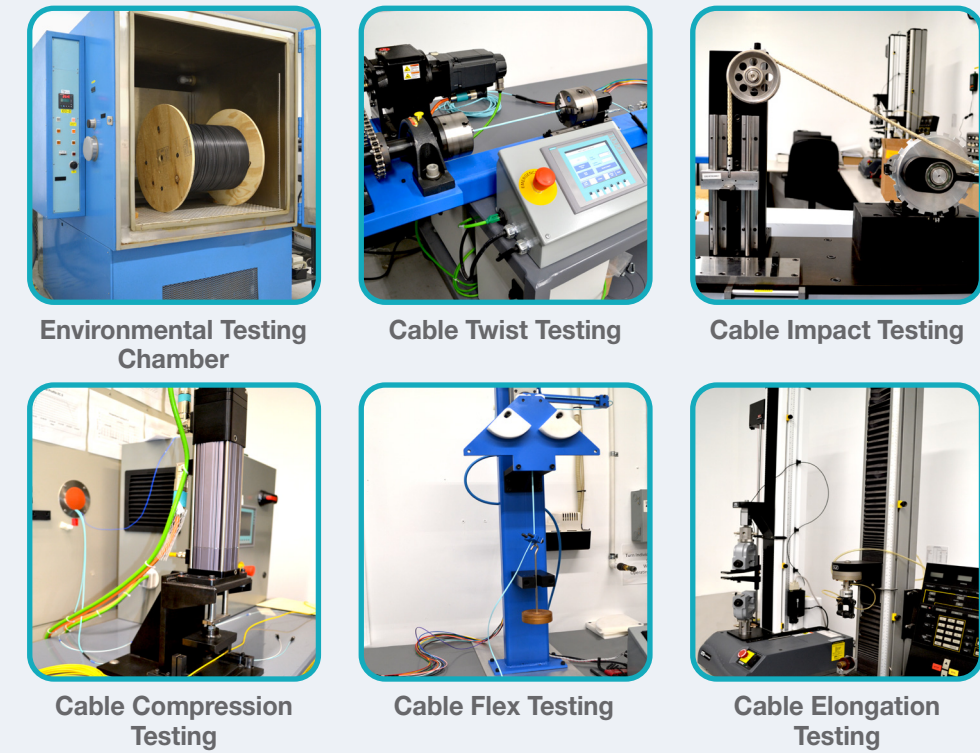 Environmental Testing
Chamber
Cable Twist Testing
Cable Impact Testing
Cable Compression
Testing
Cable Flex Testing
Cable Elongation
Testing